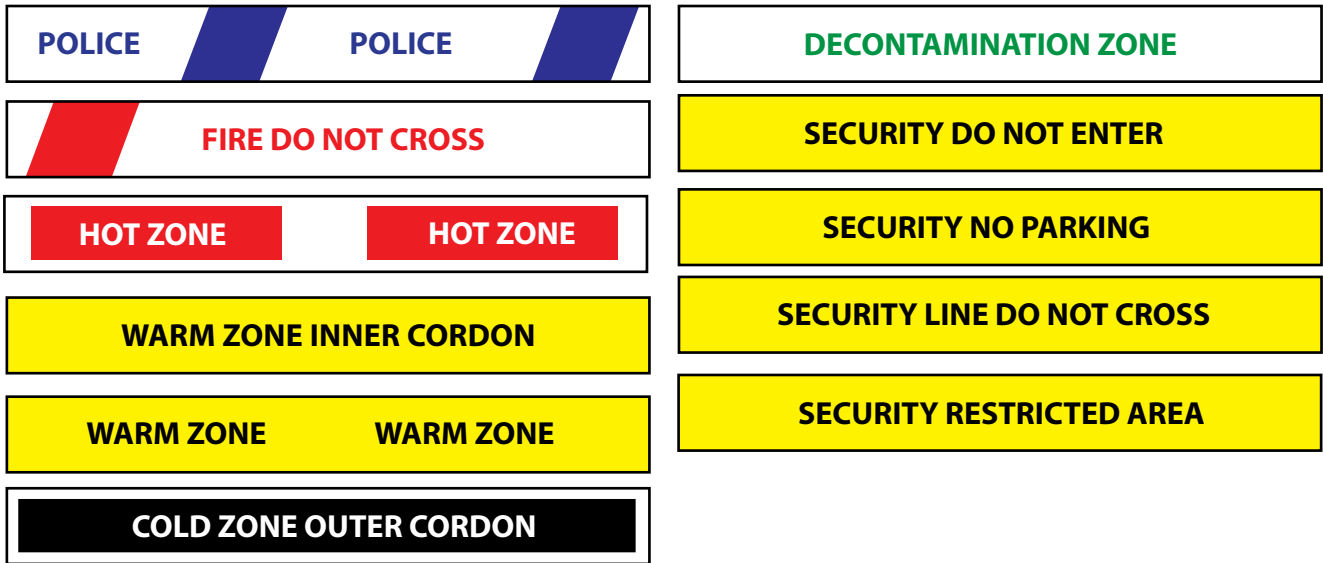 POLICE POLICE
FIRE DO NOT CROSS
HOT ZONE HOT ZONE
WARM ZONE INNER CORDON
WARM ZONE WARM ZONE
COLD ZONE OUTER CORDON
DECONTAMINATION ZONE
SECURITY DO NOT ENTER
SECURITY NO PARKING
SECURITY LINE DO NOT CROSS
SECURITY RESTRICTED AREA